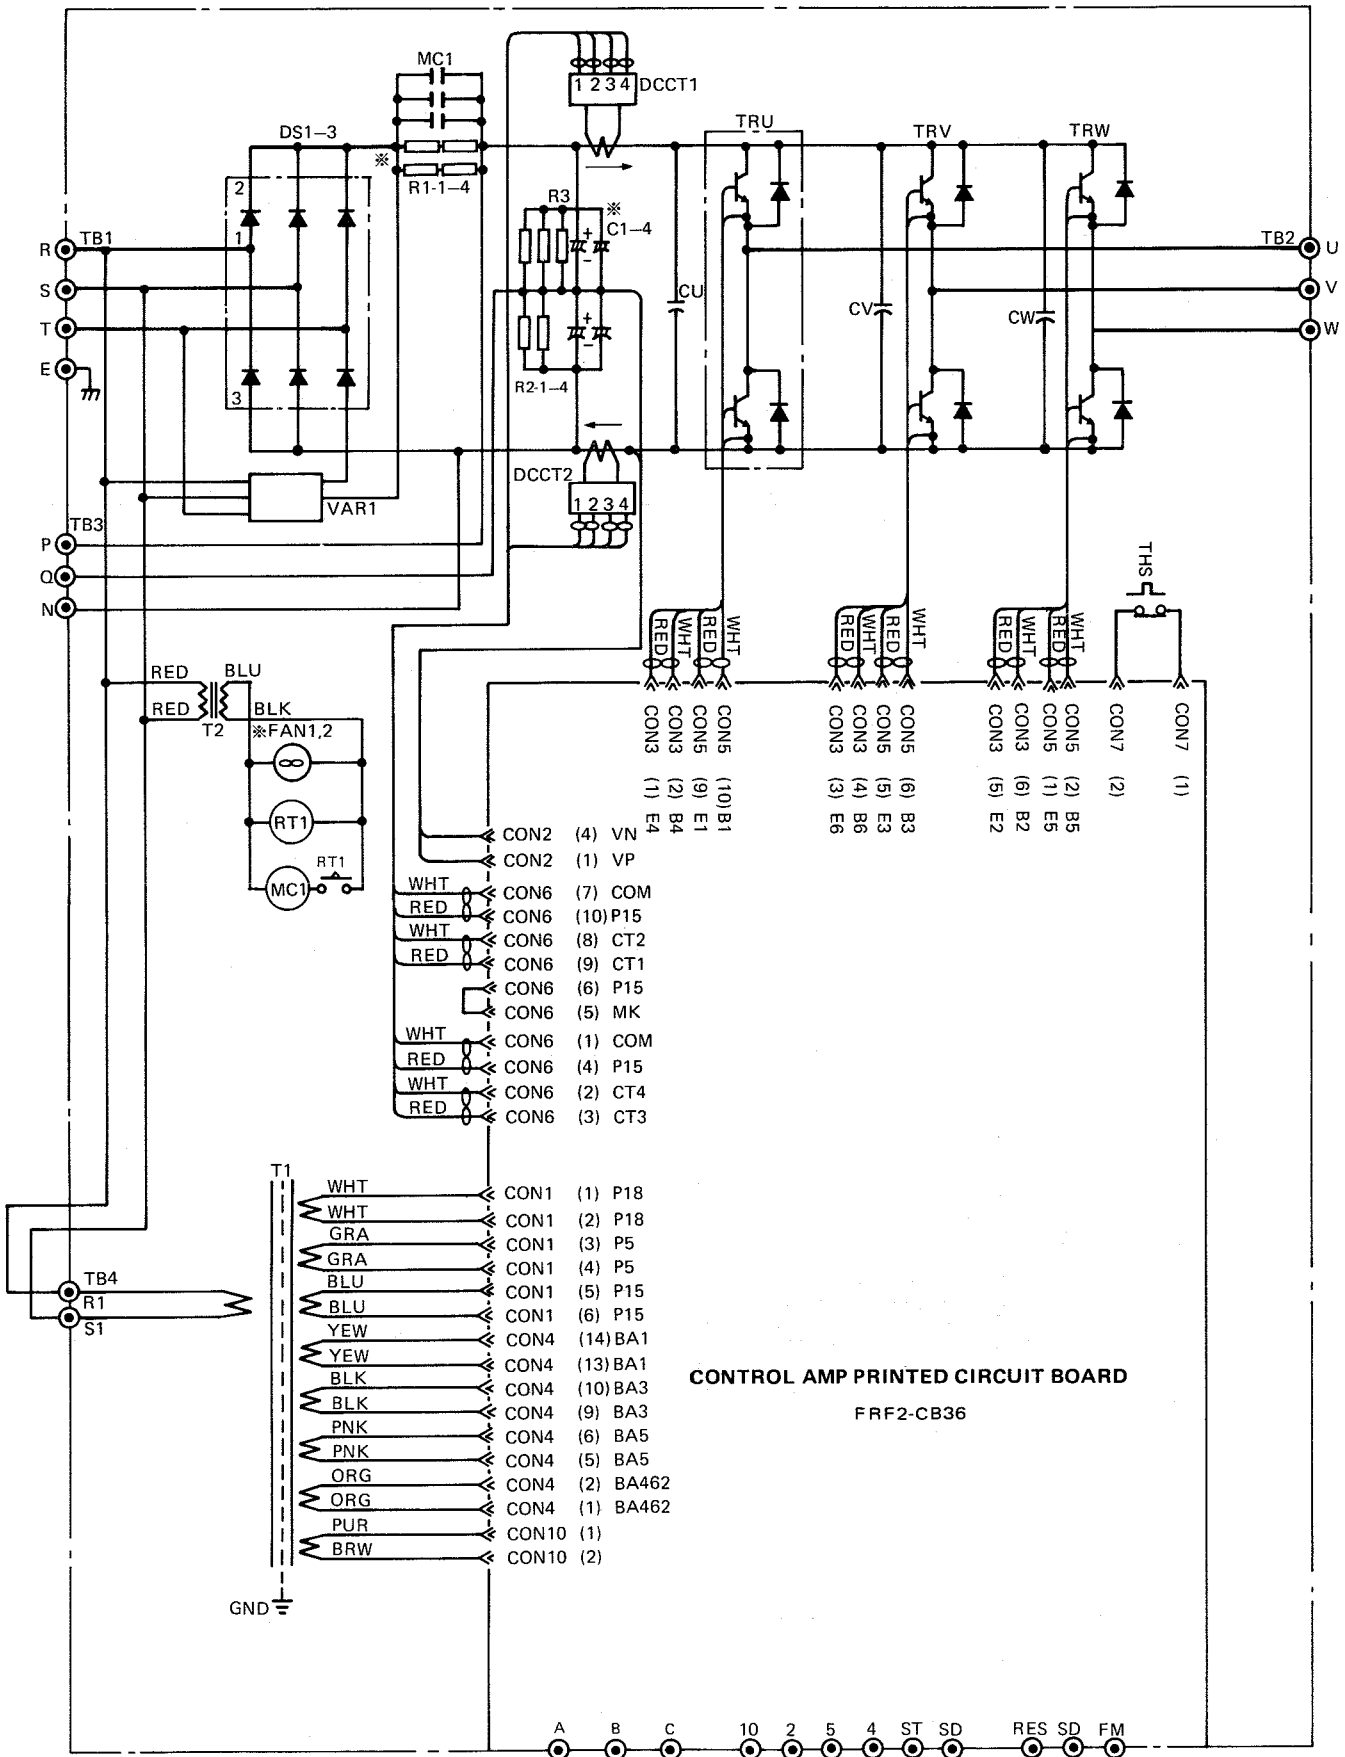 MC1
1 2 3 4 DCCT1
DS1–3
※
R1-1–4
TRU
TRV
TRW
2
1
3
R3
※
C1–4
+
–
+
–
R TB1
S
T
E
CU
CV
CW
TB2 U
V
W
R2-1–4
DCCT2
1 2 3 4
VAR1
TB3
P
Q
N
THS
RED
WHT
RED
WHT
RED
WHT
RED
WHT
RED
WHT
RED
WHT
RED
BLU
RED
BLK
T2
※FAN1,2
RT1
MC1
RT1
CON3 (1) E4
CON3 (2) B4
CON5 (9) E1
CON5 (10) B1
CON3 (3) E6
CON3 (4) B6
CON5 (5) E3
CON5 (6) B3
CON3 (5) E2
CON3 (6) B2
CON5 (1) E5
CON5 (2) B5
CON7 (2)
CON7 (1)
CON2 (4) VN
CON2 (1) VP
WHT CON6 (7) COM
RED CON6 (10) P15
WHT CON6 (8) CT2
RED CON6 (9) CT1
CON6 (6) P15
CON6 (5) MK
WHT CON6 (1) COM
RED CON6 (4) P15
WHT CON6 (2) CT4
RED CON6 (3) CT3
T1
WHT CON1 (1) P18
WHT CON1 (2) P18
GRA CON1 (3) P5
GRA CON1 (4) P5
BLU CON1 (5) P15
BLU CON1 (6) P15
YEW CON4 (14) BA1
YEW CON4 (13) BA1
BLK CON4 (10) BA3
BLK CON4 (9) BA3
PNK CON4 (6) BA5
PNK CON4 (5) BA5
ORG CON4 (2) BA462
ORG CON4 (1) BA462
PUR CON10 (1)
BRW CON10 (2)
TB4
R1
S1
GND
CONTROL AMP PRINTED CIRCUIT BOARD
FRF2-CB36
A B C 10 2 5 4 ST SD RES SD FM